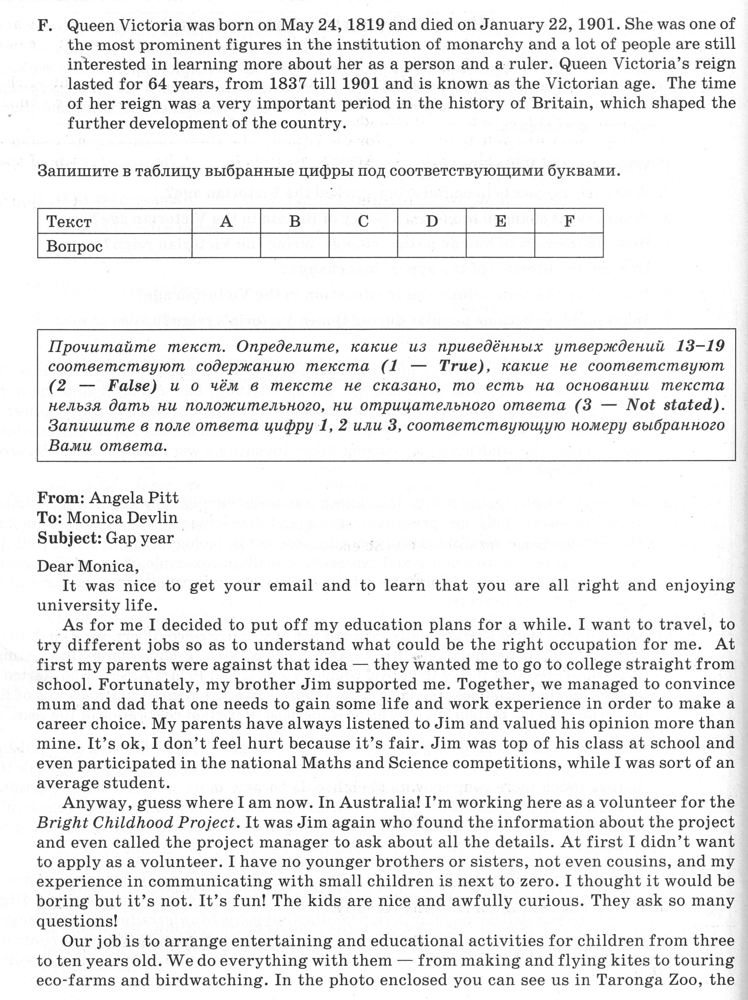 F. Queen Victoria was born on May 24, 1819 and died on January 22, 1901. She was one of
the most prominent figures in the institution of monarchy and a lot of people are still
interested in learning more about her as a person and a ruler. Queen Victoria's reign
lasted for 64 years, from 1837 till 1901 and is known as the Victorian age. The time
of her reign was a very important period in the history of Britain, which shaped the
further development of the country.
Запишите в таблицу выбранные цифры под соответствующими буквами.
Текст A B C D E F
Вопрос
Прочитайте текст. Определите, какие из приведённых утверждений 13–19
соответствуют содержанию текста (1 — True), какие не соответствуют
(2 — False) и о чём в тексте не сказано, то есть на основании текста
нельзя дать ни положительного, ни отрицательного ответа (3 — Not stated).
Запишите в поле ответа цифру 1, 2 или 3, соответствующую номеру выбранного
Вами ответа.
From: Angela Pitt
To: Monica Devlin
Subject: Gap year
Dear Monica,
It was nice to get your email and to learn that you are all right and enjoying
university life.
As for me I decided to put off my education plans for a while. I want to travel, to
try different jobs so as to understand what could be the right occupation for me. At
first my parents were against that idea — they wanted me to go to college straight from
school. Fortunately, my brother Jim supported me. Together, we managed to convince
mum and dad that one needs to gain some life and work experience in order to make a
career choice. My parents have always listened to Jim and valued his opinion more than
mine. It's ok, I don't feel hurt because it's fair. Jim was top of his class at school and
even participated in the national Maths and Science competitions, while I was sort of an
average student.
Anyway, guess where I am now. In Australia! I'm working here as a volunteer for the
Bright Childhood Project. It was Jim again who found the information about the project
and even called the project manager to ask about all the details. At first I didn't want
to apply as a volunteer. I have no younger brothers or sisters, not even cousins, and my
experience in communicating with small children is next to zero. I thought it would be
boring but it's not. It's fun! The kids are nice and awfully curious. They ask so many
questions!
Our job is to arrange entertaining and educational activities for children from three
to ten years old. We do everything with them — from making and flying kites to touring
eco-farms and birdwatching. In the photo enclosed you can see us in Taronga Zoo, the